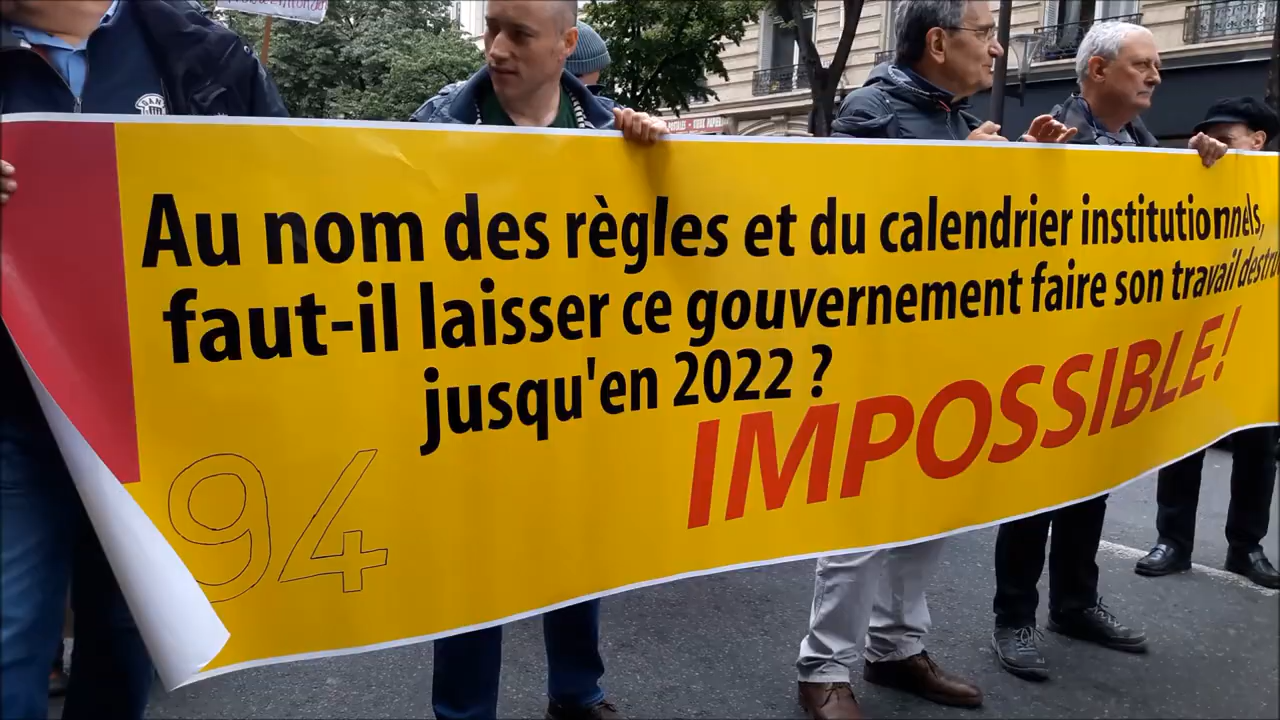 Au nom des règles et du calendrier institutionnels,
faut-il laisser ce gouvernement faire son travail destru
jusqu'en 2022 ?
IMPOSSIBLE !
94